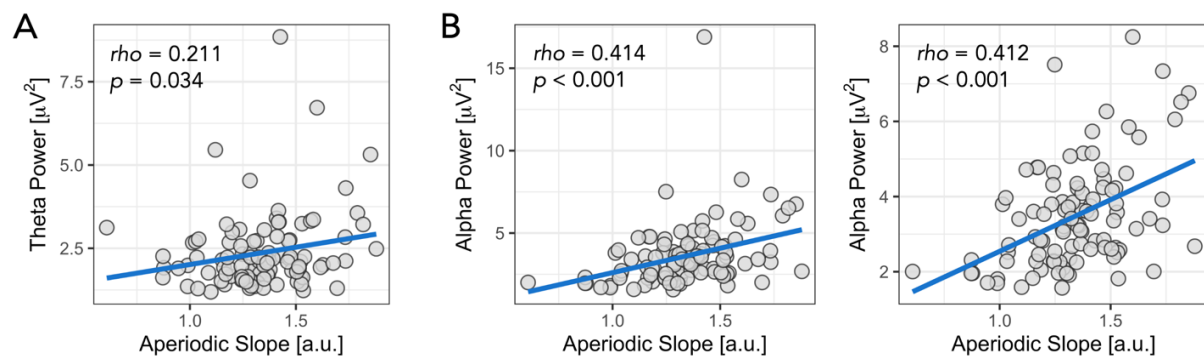 A
rho = 0.211
p = 0.034
7.5
5.0
2.5
Theta Power [μV²]
1.0
1.5
Aperiodic Slope [a.u.]
B
rho = 0.414
p < 0.001
15
10
5
Alpha Power [μV²]
1.0
1.5
Aperiodic Slope [a.u.]
rho = 0.412
p < 0.001
8
6
4
2
Alpha Power [μV²]
1.0
1.5
Aperiodic Slope [a.u.]